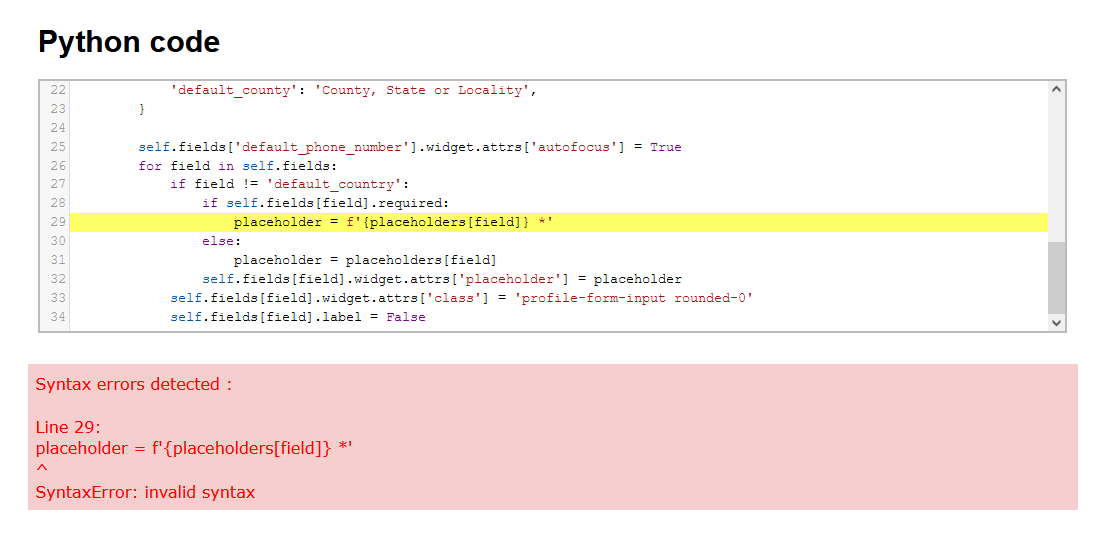 Python code
22             'default_county': 'County, State or Locality',
23         }
24
25         self.fields['default_phone_number'].widget.attrs['autofocus'] = True
26         for field in self.fields:
27             if field != 'default_country':
28                 if self.fields[field].required:
29                     placeholder = f'{placeholders[field]} *'
30                 else:
31                     placeholder = placeholders[field]
32                 self.fields[field].widget.attrs['placeholder'] = placeholder
33             self.fields[field].widget.attrs['class'] = 'profile-form-input rounded-0'
34             self.fields[field].label = False
Syntax errors detected :
Line 29:
placeholder = f'{placeholders[field]} *'
^
SyntaxError: invalid syntax